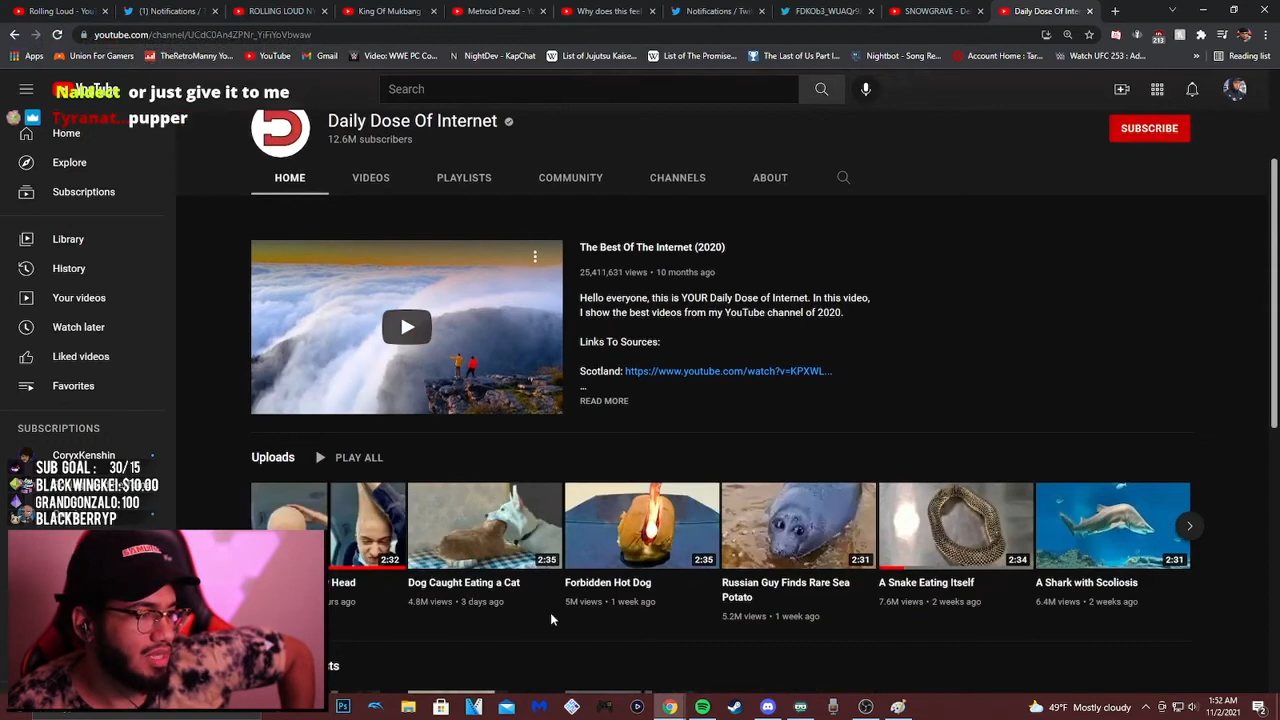 Rolling Loud - You
(1) Notifications / T
ROLLING LOUD NY
King Of Mukbang
Metroid Dread - Yo
Why does this feel
Notifications / Twit
SNOWGRAVE - De
Daily Dose Of Inter
youtube.com/channel/UCdC0An4ZPNr_YiFiYoVbwaw
Apps
Union For Gamers
TheRetroManny You
YouTube
Gmail
Video: WWE PC Co...
NightDev - KapChat
List of Jujutsu Kaise...
List of The Promise...
The Last of Us Part I...
Nightbot - Regulars
Account Home : Tar...
Watch UFC 253 : Ad...
Reading list
Search
Naidect or just give it to me
Tyranat... pupper
Home
Explore
Subscriptions
Library
History
Your videos
Watch later
Liked videos
Favorites
SUBSCRIPTIONS
CoryxKenshin
SUB GOAL : 30/15
BLACKWINGKEI: $10.00
GRANDGONZALO: 100
BLACKBERRYP
Daily Dose Of Internet
12.6M subscribers
SUBSCRIBE
HOME
VIDEOS
PLAYLISTS
COMMUNITY
CHANNELS
ABOUT
The Best Of The Internet (2020)
25,411,631 views • 10 months ago
Hello everyone, this is YOUR Daily Dose of Internet. In this video,
I show the best videos from my YouTube channel of 2020.
Links To Sources:
Scotland: https://www.youtube.com/watch?v=KPXWL...
...
READ MORE
Uploads
PLAY ALL
2:32
2:35
2:35
2:31
2:34
2:31
Head
ago
Dog Caught Eating a Cat
4.8M views • 3 days ago
Forbidden Hot Dog
5M views • 1 week ago
Russian Guy Finds Rare Sea
Potato
5.2M views • 1 week ago
A Snake Eating Itself
7.6M views • 2 weeks ago
A Shark with Scoliosis
6.4M views • 2 weeks ago
49°F Mostly cloudy
1:52 AM
11/2/2021